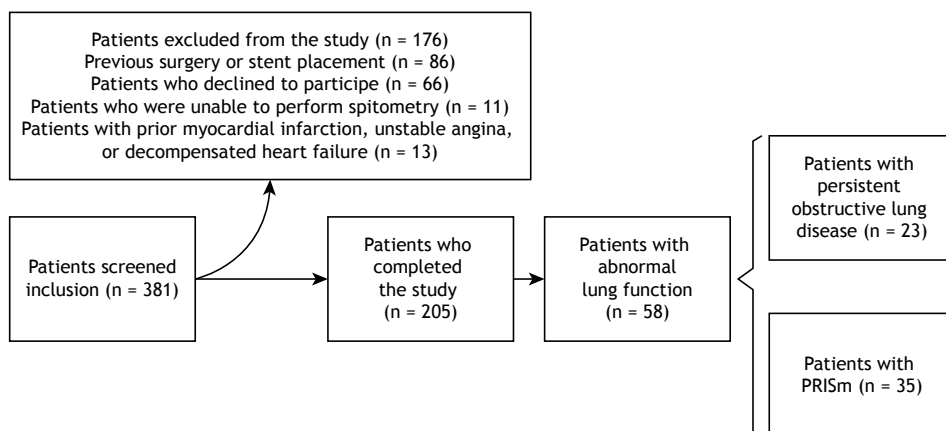 Patients excluded from the study (n = 176)
Previous surgery or stent placement (n = 86)
Patients who declined to participe (n = 66)
Patients who were unable to perform spitometry (n = 11)
Patients with prior myocardial infarction, unstable angina,
or decompensated heart failure (n = 13)
Patients screened
inclusion (n = 381)
Patients who
completed
the study
(n = 205)
Patients with
abnormal
lung function
(n = 58)
Patients with
persistent
obstructive lung
disease (n = 23)
Patients with
PRISm (n = 35)